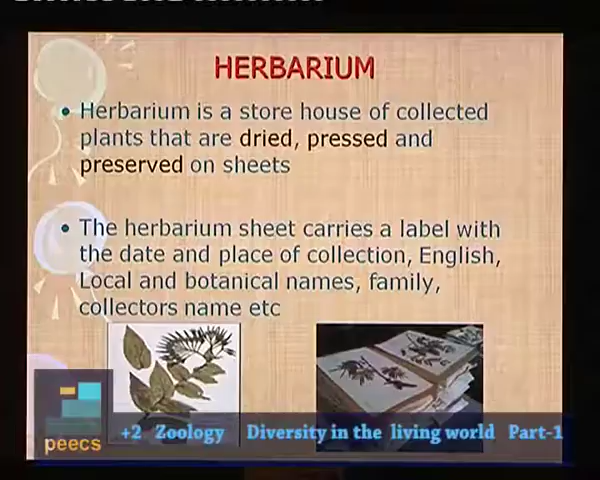 HERBARIUM
• Herbarium is a store house of collected
plants that are dried, pressed and
preserved on sheets
• The herbarium sheet carries a label with
the date and place of collection, English,
Local and botanical names, family,
collectors name etc
peecs
+2 Zoology Diversity in the living world Part-1